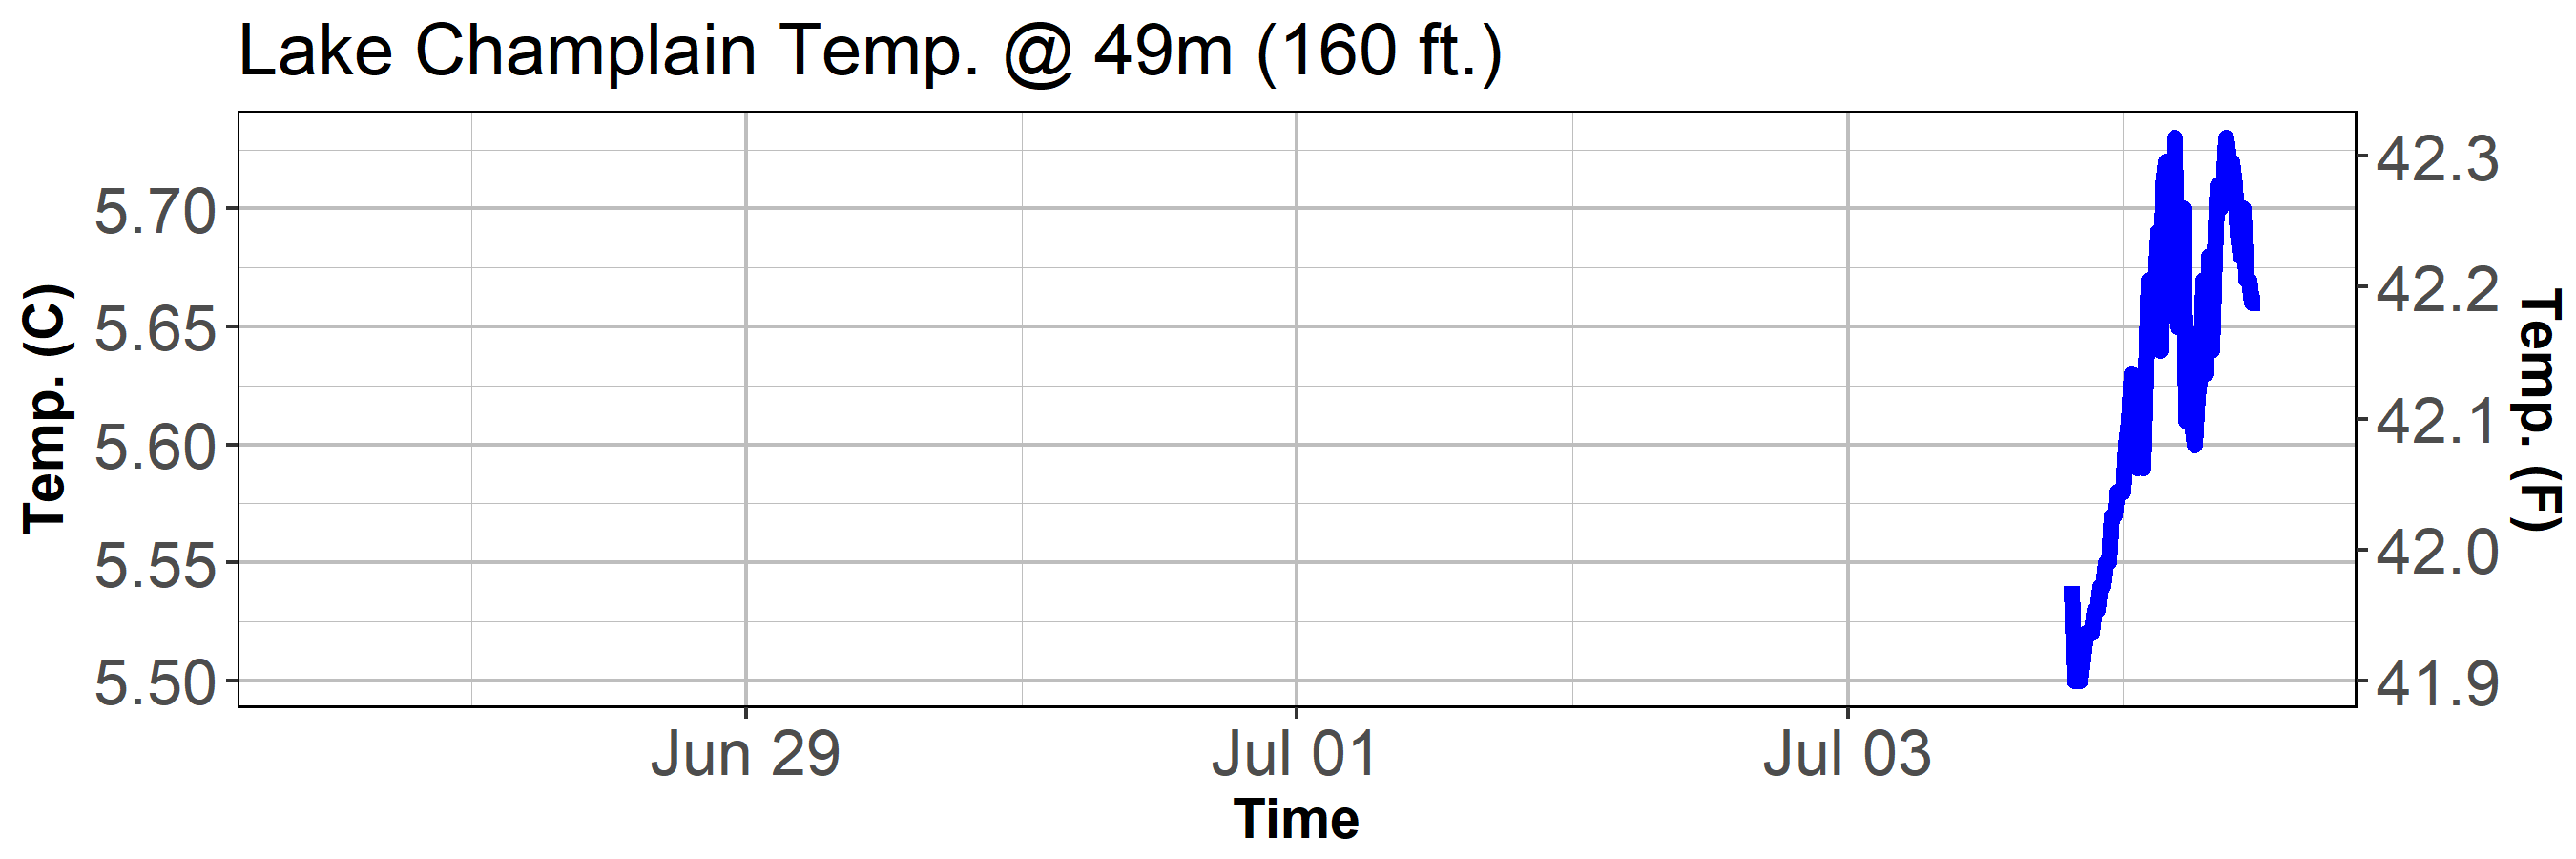 Lake Champlain Temp. @ 49m (160 ft.)
Temp. (C)
5.70
5.65
5.60
5.55
5.50
42.3
42.2
42.1
42.0
41.9
Temp. (F)
Jun 29 Jul 01 Jul 03
Time